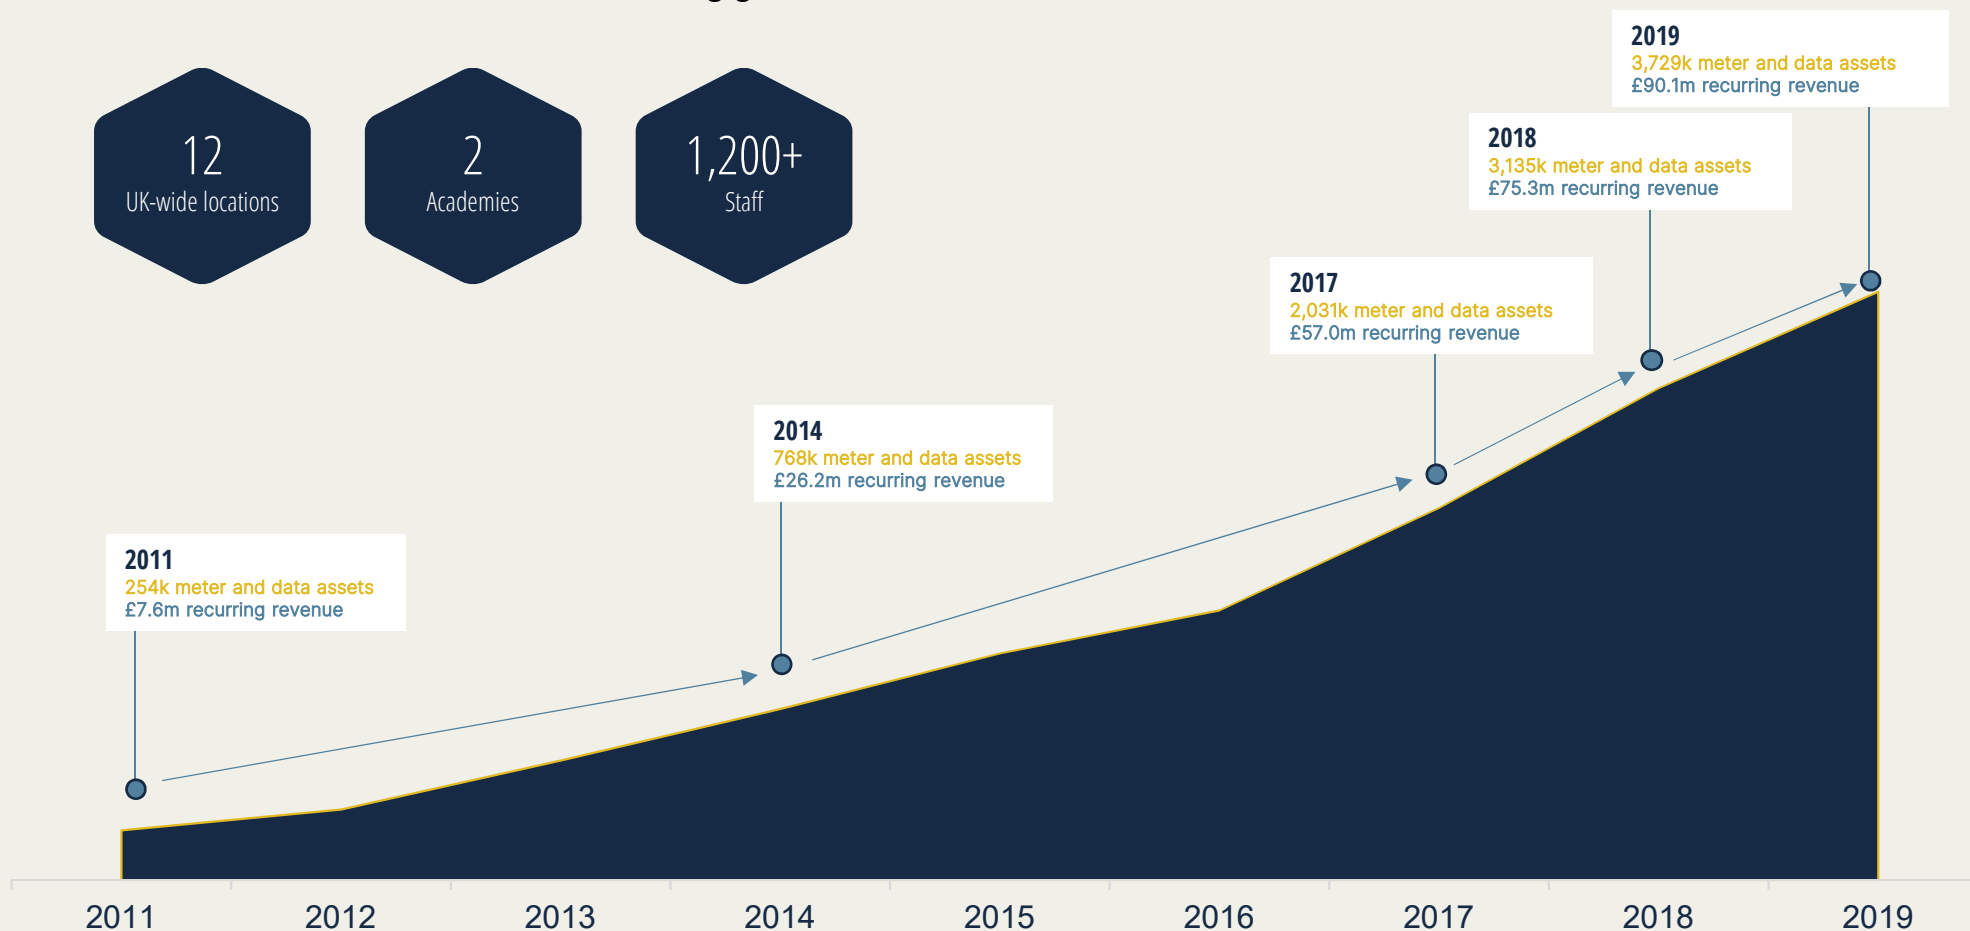 12
UK-wide locations
2
Academies
1,200+
Staff
2019
3,729k meter and data assets
£90.1m recurring revenue
2018
3,135k meter and data assets
£75.3m recurring revenue
2017
2,031k meter and data assets
£57.0m recurring revenue
2014
768k meter and data assets
£26.2m recurring revenue
2011
254k meter and data assets
£7.6m recurring revenue
2011 2012 2013 2014 2015 2016 2017 2018 2019